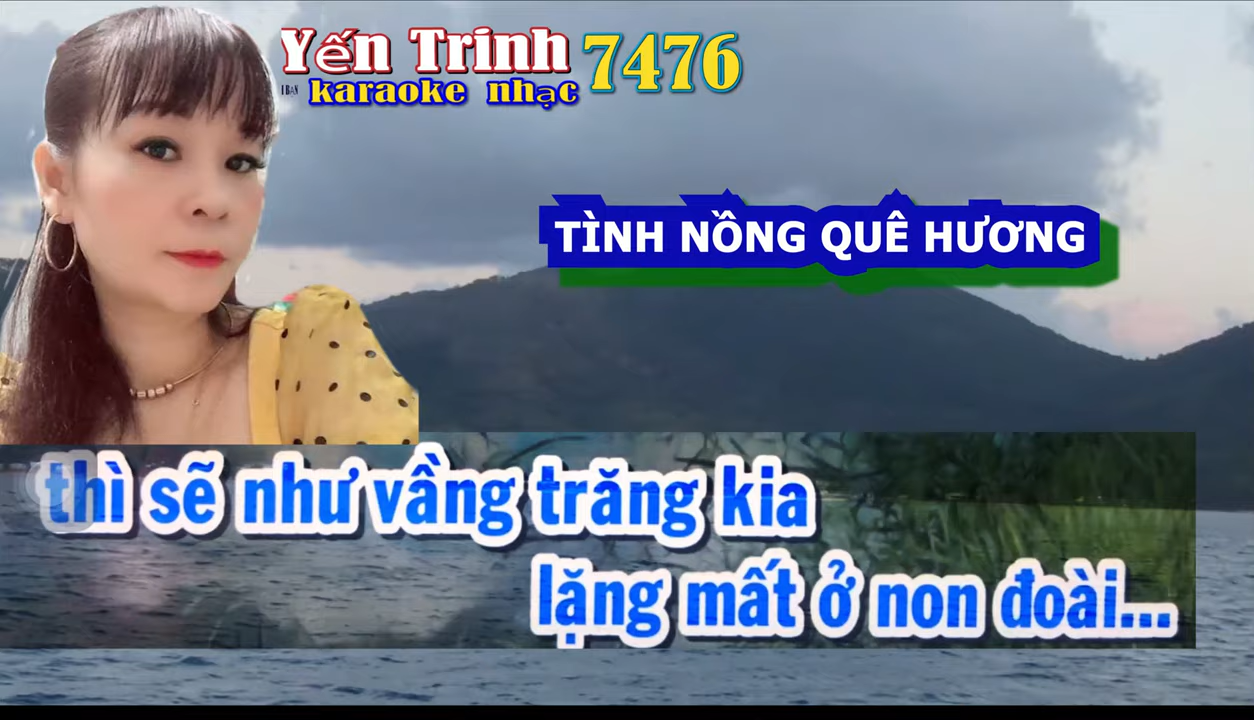 Yến Trinh 7476
karaoke nhạc
TÌNH NỒNG QUÊ HƯƠNG
thì sẽ như vầng trăng kia
lặng mất ở non đoài...